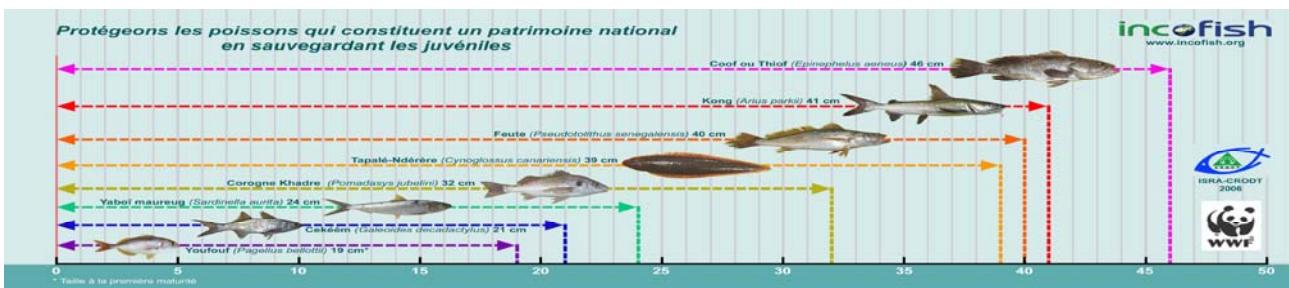 Protégeons les poissons qui constituent un patrimoine national
en sauvegardant les juvéniles
incofish
www.incofish.org
Coof ou Thiof (Epinephelus aeneus) 46 cm
Kong (Arius parkii) 41 cm
Feute (Pseudotolithus senegalensis) 40 cm
Tapalé-Ndérère (Cynoglossus canariensis) 39 cm
Corogne Khadre (Pomadasys jubelini) 32 cm
Yaboï maureug (Sardinella aurita) 24 cm
Cekéem (Galeoides decadactylus) 21 cm
Youfouf (Pagellus bellottii) 19 cm*
ISRA-CRODT
2006
WWF
0 5 10 15 20 25 30 35 40 45 50
* Taille à la première maturité